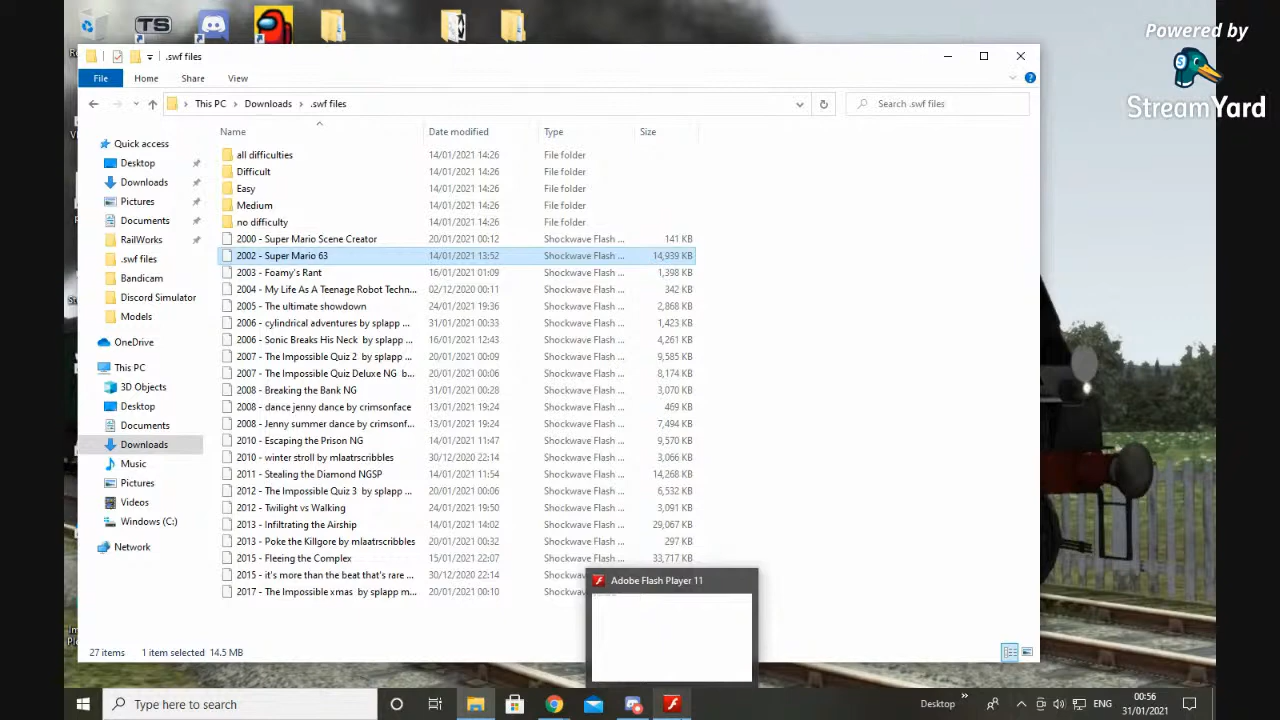 TS
Powered by
StreamYard
.swf files
File Home Share View
This PC Downloads .swf files
Search .swf files
Name Date modified Type Size
Quick access
Desktop
Downloads
Pictures
Documents
RailWorks
.swf files
Bandicam
Discord Simulator
Models
OneDrive
This PC
3D Objects
Desktop
Documents
Downloads
Music
Pictures
Videos
Windows (C:)
Network
all difficulties 14/01/2021 14:26 File folder
Difficult 14/01/2021 14:26 File folder
Easy 14/01/2021 14:26 File folder
Medium 14/01/2021 14:26 File folder
no difficulty 14/01/2021 14:26 File folder
2000 - Super Mario Scene Creator 20/01/2021 00:12 Shockwave Flash ... 141 KB
2002 - Super Mario 63 14/01/2021 13:52 Shockwave Flash ... 14,939 KB
2003 - Foamy's Rant 16/01/2021 01:09 Shockwave Flash ... 1,398 KB
2004 - My Life As A Teenage Robot Techn... 02/12/2020 00:11 Shockwave Flash ... 342 KB
2005 - The ultimate showdown 24/01/2021 19:36 Shockwave Flash ... 2,868 KB
2006 - cylindrical adventures by splapp ... 31/01/2021 00:33 Shockwave Flash ... 1,423 KB
2006 - Sonic Breaks His Neck by splapp ... 16/01/2021 12:43 Shockwave Flash ... 4,261 KB
2007 - The Impossible Quiz 2 by splapp ... 20/01/2021 00:09 Shockwave Flash ... 9,585 KB
2007 - The Impossible Quiz Deluxe NG b... 20/01/2021 00:06 Shockwave Flash ... 8,174 KB
2008 - Breaking the Bank NG 31/01/2021 00:28 Shockwave Flash ... 3,070 KB
2008 - dance jenny dance by crimsonface 13/01/2021 19:24 Shockwave Flash ... 469 KB
2008 - Jenny summer dance by crimsonf... 13/01/2021 19:24 Shockwave Flash ... 7,494 KB
2010 - Escaping the Prison NG 14/01/2021 11:47 Shockwave Flash ... 9,570 KB
2010 - winter stroll by mlaatrscribbles 30/12/2020 22:14 Shockwave Flash ... 3,066 KB
2011 - Stealing the Diamond NGSP 14/01/2021 11:54 Shockwave Flash ... 14,268 KB
2012 - The Impossible Quiz 3 by splapp ... 20/01/2021 00:06 Shockwave Flash ... 6,532 KB
2012 - Twilight vs Walking 24/01/2021 19:50 Shockwave Flash ... 3,091 KB
2013 - Infiltrating the Airship 14/01/2021 14:02 Shockwave Flash ... 29,067 KB
2013 - Poke the Killgore by mlaatrscribbles 20/01/2021 00:32 Shockwave Flash ... 297 KB
2015 - Fleeing the Complex 15/01/2021 22:07 Shockwave Flash ... 33,717 KB
2015 - it's more than the beat that's rare ... 30/12/2020 22:14 Shockwa
2017 - The Impossible xmas by splapp m... 20/01/2021 00:10 Shockwa
Adobe Flash Player 11
27 items 1 item selected 14.5 MB
Type here to search
Desktop
ENG
00:56
31/01/2021